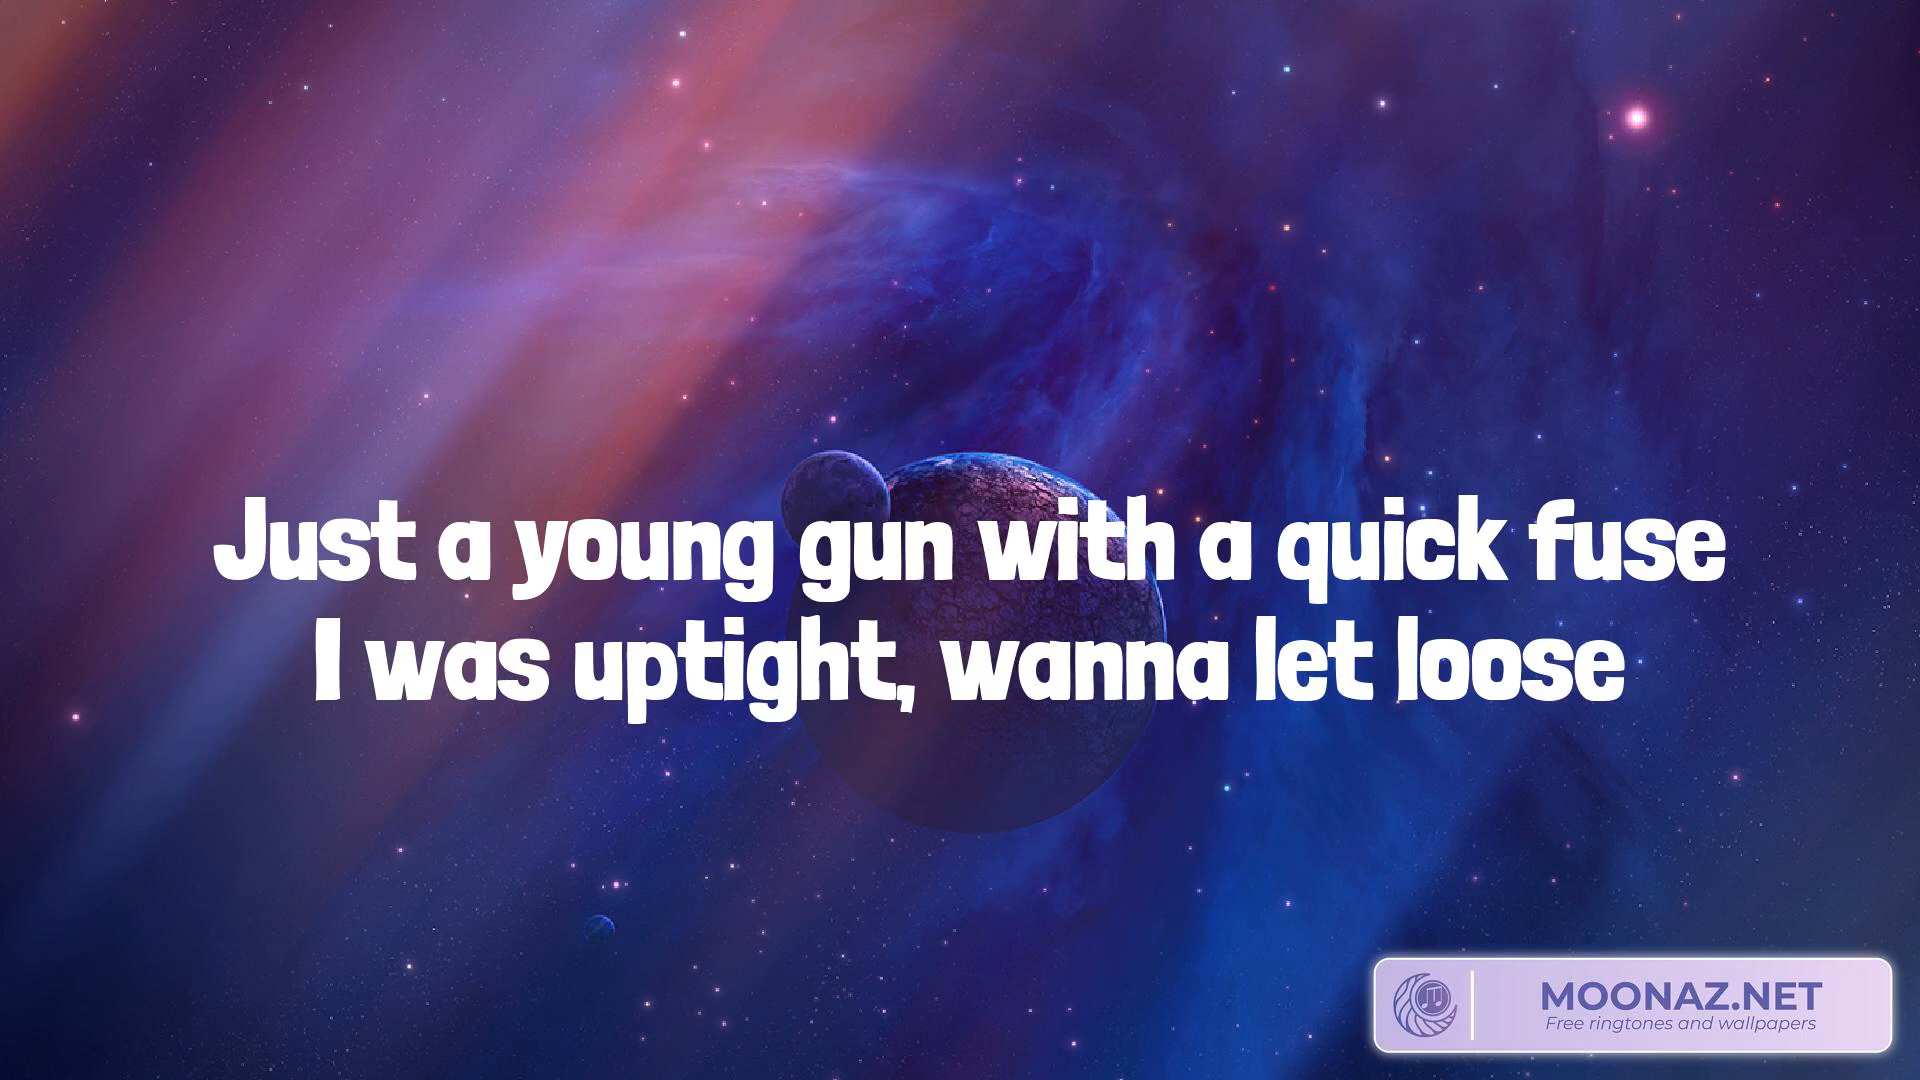 Just a young gun with a quick fuse
I was uptight, wanna let loose
MOONAZ.NET
Free ringtones and wallpapers